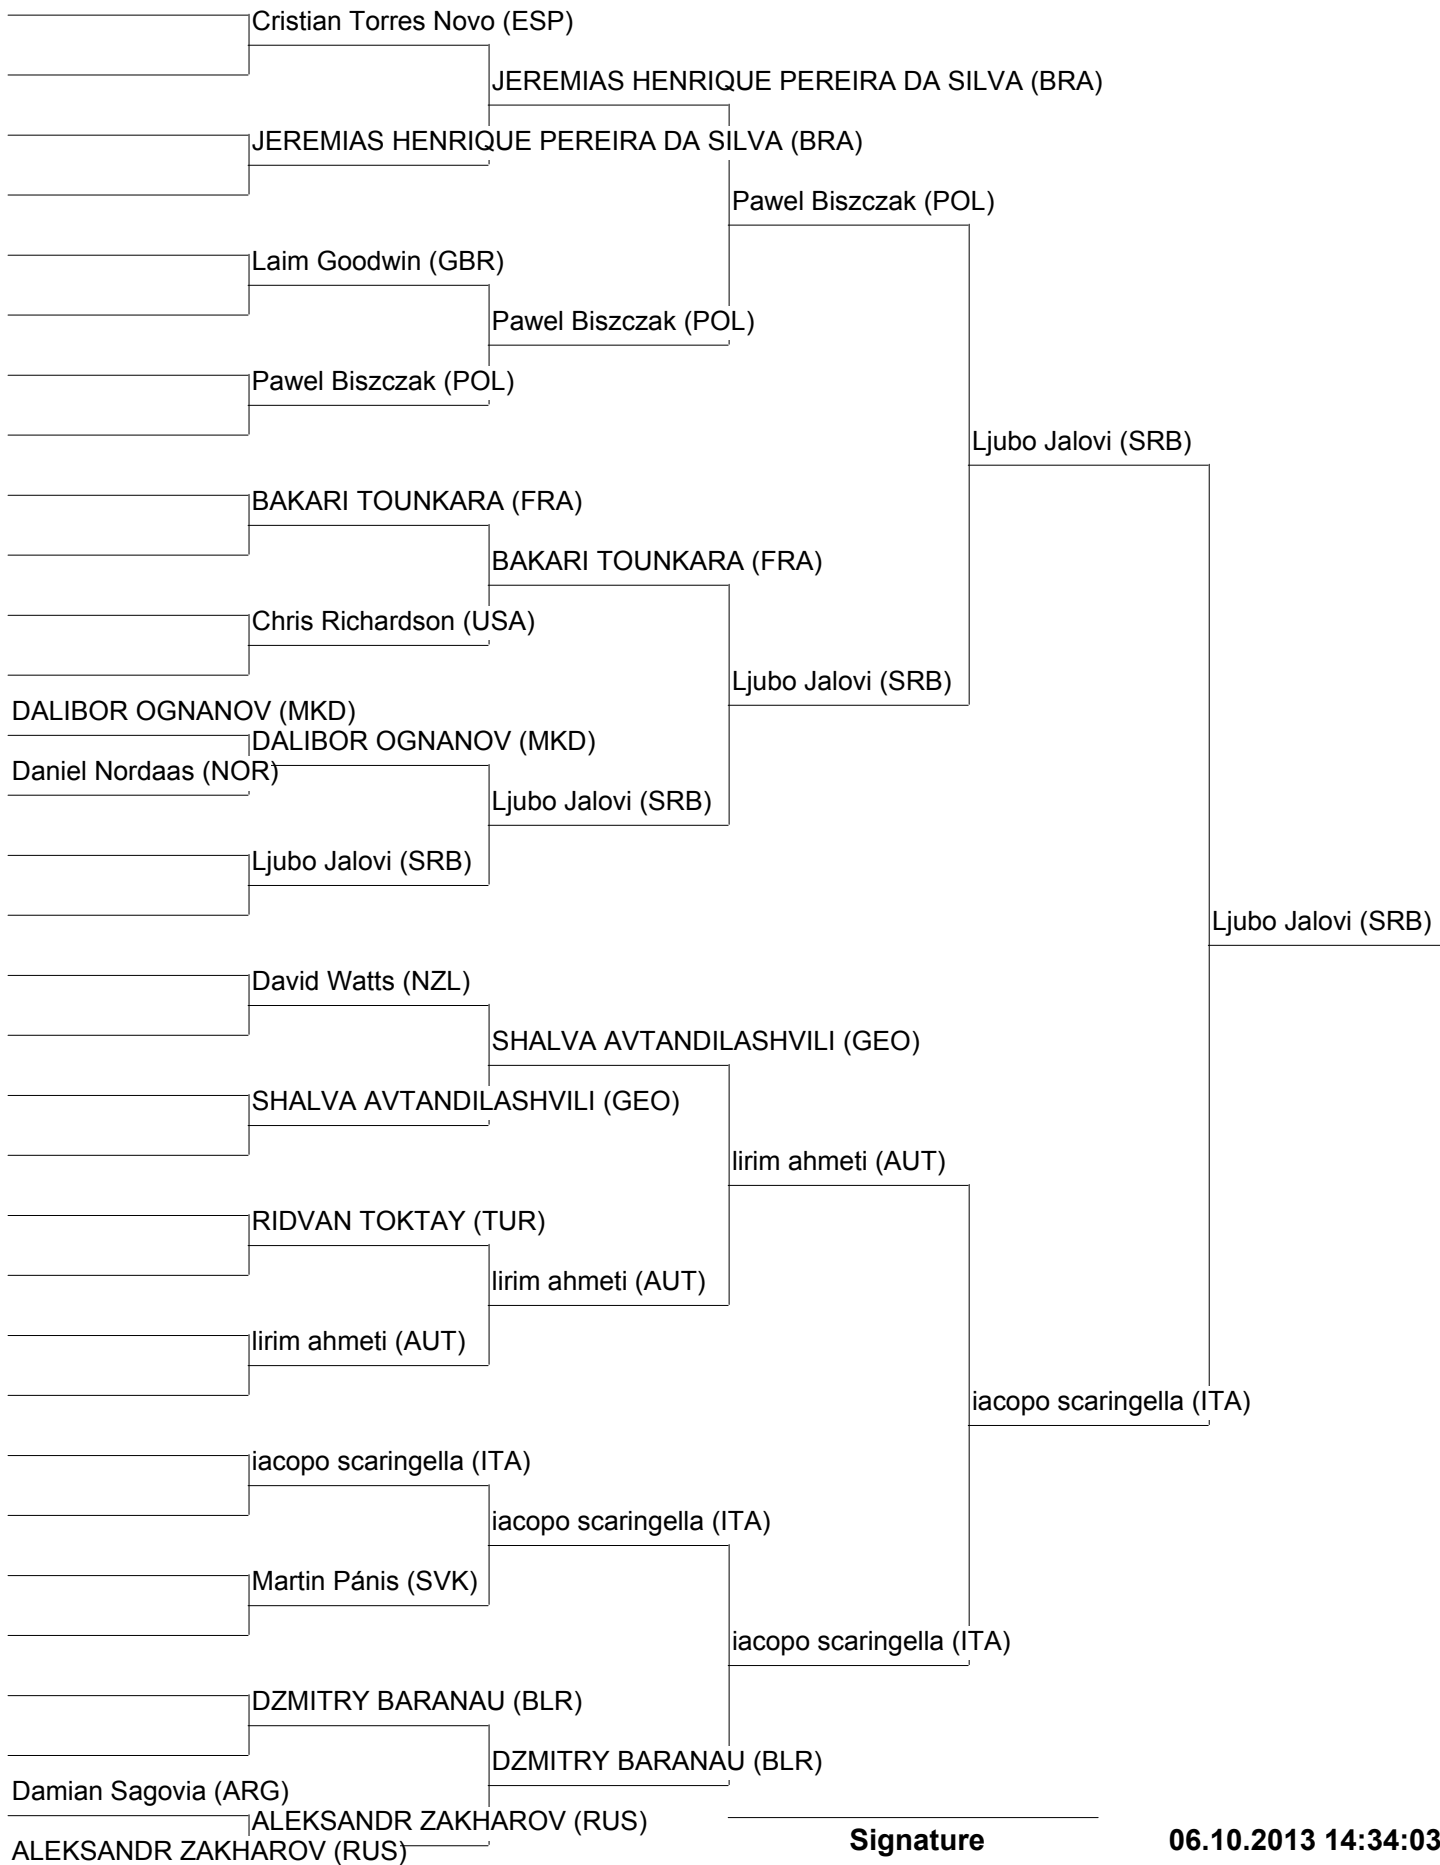 Cristian Torres Novo (ESP)
JEREMIAS HENRIQUE PEREIRA DA SILVA (BRA)
JEREMIAS HENRIQUE PEREIRA DA SILVA (BRA)
Pawel Biszczak (POL)
Laim Goodwin (GBR)
Pawel Biszczak (POL)
Pawel Biszczak (POL)
Ljubo Jalovi (SRB)
BAKARI TOUNKARA (FRA)
BAKARI TOUNKARA (FRA)
Chris Richardson (USA)
Ljubo Jalovi (SRB)
DALIBOR OGNANOV (MKD)
DALIBOR OGNANOV (MKD)
Daniel Nordaas (NOR)
Ljubo Jalovi (SRB)
Ljubo Jalovi (SRB)
Ljubo Jalovi (SRB)
David Watts (NZL)
SHALVA AVTANDILASHVILI (GEO)
SHALVA AVTANDILASHVILI (GEO)
lirim ahmeti (AUT)
RIDVAN TOKTAY (TUR)
lirim ahmeti (AUT)
lirim ahmeti (AUT)
iacopo scaringella (ITA)
iacopo scaringella (ITA)
iacopo scaringella (ITA)
Martin Pánis (SVK)
iacopo scaringella (ITA)
DZMITRY BARANAU (BLR)
DZMITRY BARANAU (BLR)
Damian Sagovia (ARG)
ALEKSANDR ZAKHAROV (RUS)
ALEKSANDR ZAKHAROV (RUS)
Signature
06.10.2013 14:34:03